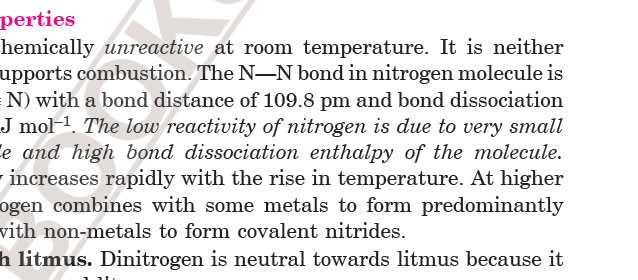 perties
hemically unreactive at room temperature. It is neither
upports combustion. The N—N bond in nitrogen molecule is
N) with a bond distance of 109.8 pm and bond dissociation
J mol–1. The low reactivity of nitrogen is due to very small
le and high bond dissociation enthalpy of the molecule.
y increases rapidly with the rise in temperature. At higher
ogen combines with some metals to form predominantly
with non-metals to form covalent nitrides.
h litmus. Dinitrogen is neutral towards litmus because it